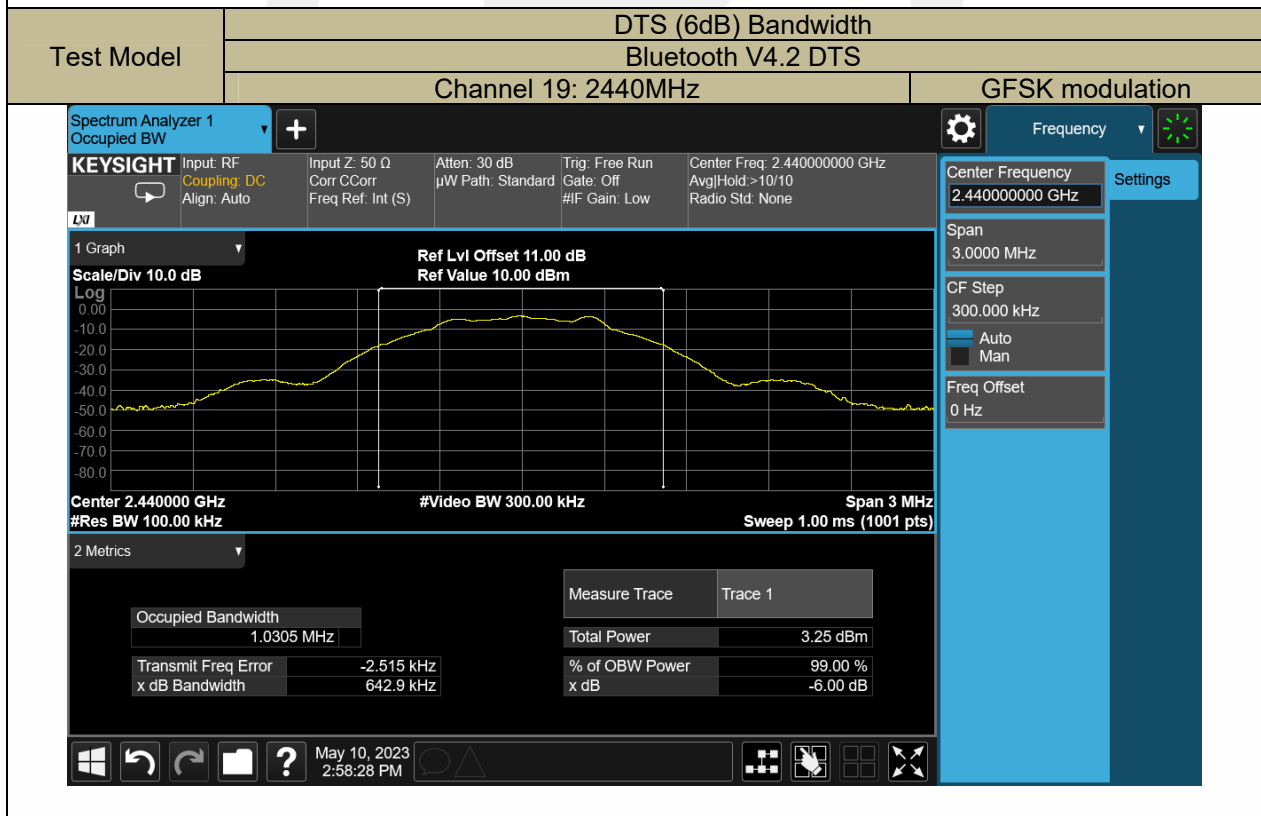 Test Model
DTS (6dB) Bandwidth
Bluetooth V4.2 DTS
Channel 19: 2440MHz
GFSK modulation
Spectrum Analyzer 1
Occupied BW
+
Frequency
KEYSIGHT
LXI
Input: RF
Coupling: DC
Align: Auto
Input Z: 50 Ω
Corr CCorr
Freq Ref: Int (S)
Atten: 30 dB
µW Path: Standard
Trig: Free Run
Gate: Off
#IF Gain: Low
Center Freq: 2.440000000 GHz
Avg|Hold:>10/10
Radio Std: None
Center Frequency
2.440000000 GHz
Settings
Span
3.0000 MHz
CF Step
300.000 kHz
Auto
Man
Freq Offset
0 Hz
1 Graph
Scale/Div 10.0 dB
Ref Lvl Offset 11.00 dB
Ref Value 10.00 dBm
Log
0.00
-10.0
-20.0
-30.0
-40.0
-50.0
-60.0
-70.0
-80.0
Center 2.440000 GHz
#Video BW 300.00 kHz
Span 3 MHz
#Res BW 100.00 kHz
Sweep 1.00 ms (1001 pts)
2 Metrics
Occupied Bandwidth
1.0305 MHz
Transmit Freq Error -2.515 kHz
x dB Bandwidth 642.9 kHz
Measure Trace Trace 1
Total Power 3.25 dBm
% of OBW Power 99.00 %
x dB -6.00 dB
?
May 10, 2023
2:58:28 PM